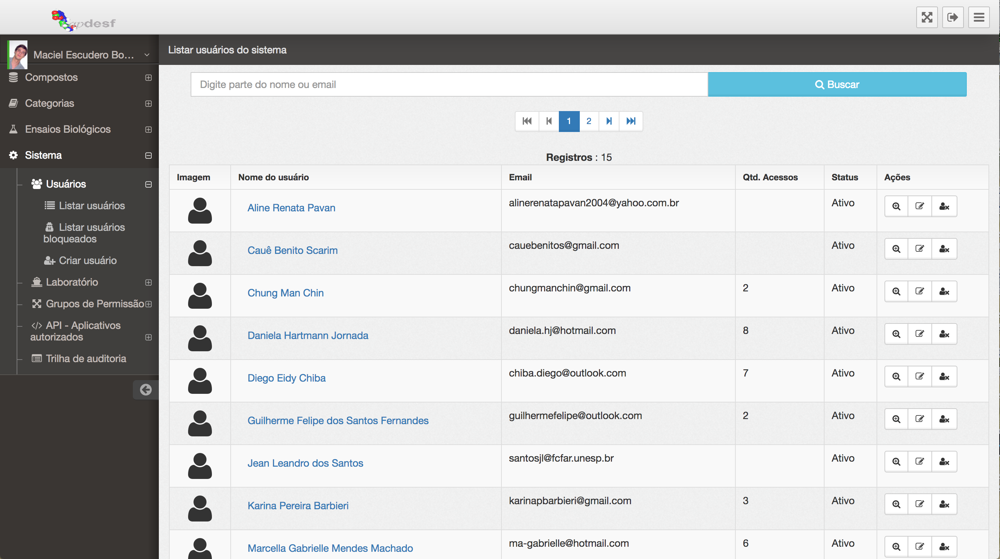 apdesf
Maciel Escudero Bo...
Listar usuários do sistema
Compostos
Categorias
Ensaios Biológicos
Sistema
Usuários
Listar usuários
Listar usuários
bloqueados
Criar usuário
Laboratório
Grupos de Permissão
API - Aplicativos
autorizados
Trilha de auditoria
Digite parte do nome ou email
Buscar
1 2
Registros : 15
Imagem Nome do usuário Email Qtd. Acessos Status Ações
Aline Renata Pavan alinerenatapavan2004@yahoo.com.br Ativo
Cauê Benito Scarim cauebenitos@gmail.com Ativo
Chung Man Chin chungmanchin@gmail.com 2 Ativo
Daniela Hartmann Jornada daniela.hj@hotmail.com 8 Ativo
Diego Eidy Chiba chiba.diego@outlook.com 7 Ativo
Guilherme Felipe dos Santos Fernandes guilhermefelipe@outlook.com 2 Ativo
Jean Leandro dos Santos santosjl@fcfar.unesp.br Ativo
Karina Pereira Barbieri karinapbarbieri@gmail.com 3 Ativo
Marcella Gabrielle Mendes Machado ma-gabrielle@hotmail.com 6 Ativo